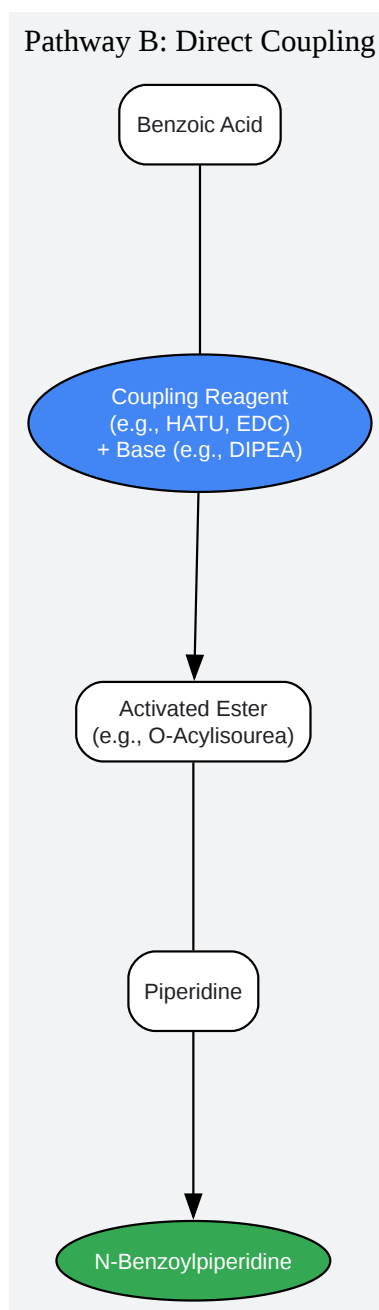 Pathway B: Direct Coupling
Benzoic Acid
Coupling Reagent
(e.g., HATU, EDC)
+ Base (e.g., DIPEA)
Activated Ester
(e.g., O-Acylisourea)
Piperidine
N-Benzoylpiperidine